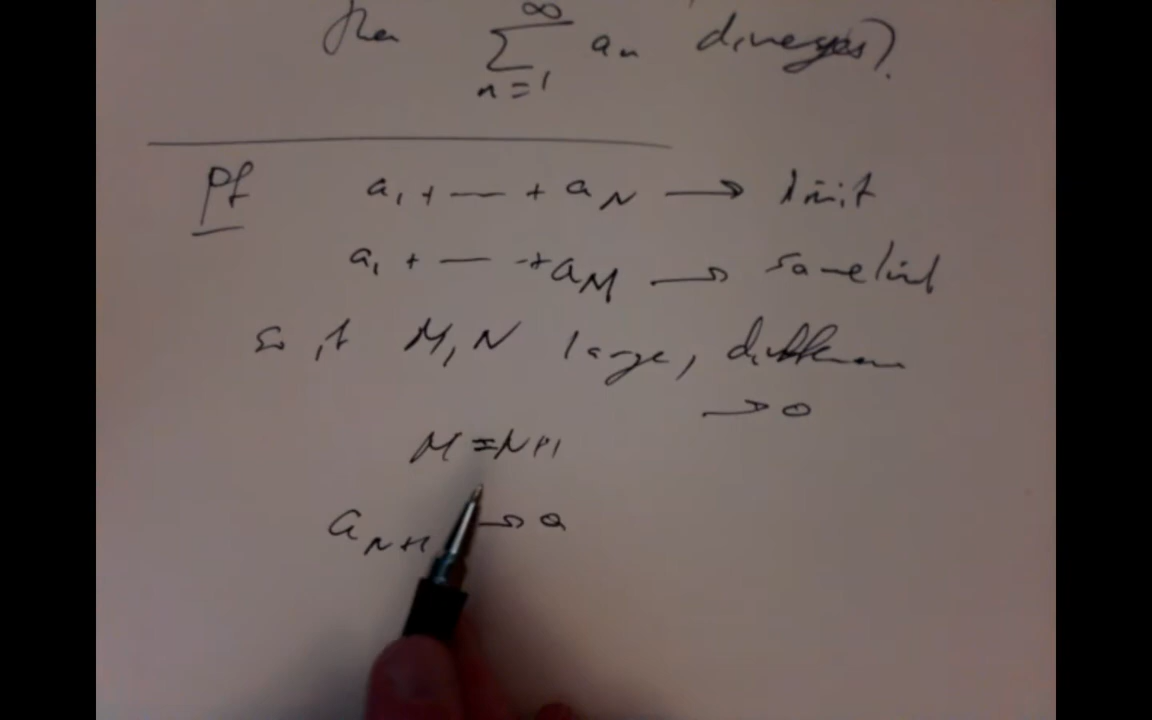 then ∑_{n=1}^{∞} a_n diverges).
Pf a_1 + — + a_N → limit
a_1 + — + a_M → same limit
so if M, N large, difference
→ 0
M = N+1
a_{N+1} → 0